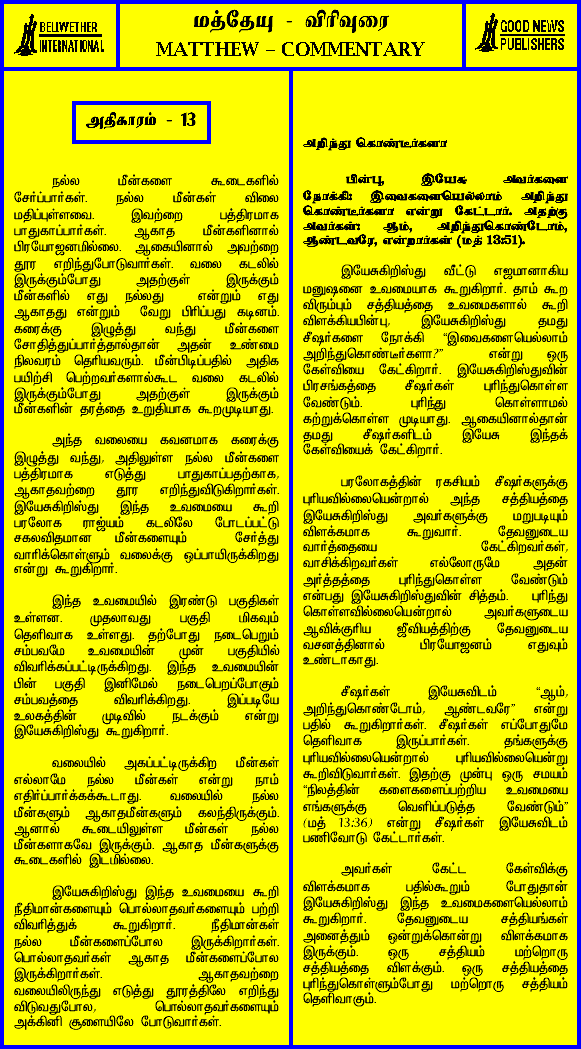 BELIWETHER
INTERNATIONAL
மத்தேயு - விரிவுரை
MATTHEW – COMMENTARY
GOOD NEWS
PUBLISHERS
அதிகாரம் - 13
நல்ல மீன்களை கூடைகளில்
சேர்ப்பார்கள். நல்ல மீன்கள் விலை
மதிப்புள்ளவை. இவற்றை பத்திரமாக
பாதுகாப்பார்கள். ஆகாத மீன்களினால்
பிரயோஜனமில்லை. ஆகையினால் அவற்றை
தூர எறிந்துபோடுவார்கள். வலை கடலில்
இருக்கும்போது அதற்குள் இருக்கும்
மீன்களில் எது நல்லது என்றும் எது
ஆகாதது என்றும் வேறு பிரிப்பது கடினம்.
கரைக்கு இழுத்து வந்து மீன்களை
சோதித்துப்பார்த்தால்தான் அதன் உண்மை
நிலவரம் தெரியவரும். மீன்பிடிப்பதில் அதிக
பயிற்சி பெற்றவர்களால்கூட வலை கடலில்
இருக்கும்போது அதற்குள் இருக்கும்
மீன்களின் தரத்தை உறுதியாக கூறமுடியாது.
அந்த வலையை கவனமாக கரைக்கு
இழுத்து வந்து, அதிலுள்ள நல்ல மீன்களை
பத்திரமாக எடுத்து பாதுகாப்பதற்காக,
ஆகாதவற்றை தூர எறிந்துவிடுகிறார்கள்.
இயேசுகிறிஸ்து இந்த உவமையை கூறி
பரலோக ராஜ்யம் கடலிலே போடப்பட்டு
சகலவிதமான மீன்களையும் சேர்த்து
வாரிக்கொள்ளும் வலைக்கு ஒப்பாயிருக்கிறது
என்று கூறுகிறார்.
இந்த உவமையில் இரண்டு பகுதிகள்
உள்ளன. முதலாவது பகுதி மிகவும்
தெளிவாக உள்ளது. தற்போது நடைபெறும்
சம்பவமே உவமையின் முன் பகுதியில்
விவரிக்கப்பட்டிருக்கிறது. இந்த உவமையின்
பின் பகுதி இனிமேல் நடைபெறப்போகும்
சம்பவத்தை விவரிக்கிறது. இப்படியே
உலகத்தின் முடிவில் நடக்கும் என்று
இயேசுகிறிஸ்து கூறுகிறார்.
வலையில் அகப்பட்டிருக்கிற மீன்கள்
எல்லாமே நல்ல மீன்கள் என்று நாம்
எதிர்ப்பார்க்கக்கூடாது. வலையில் நல்ல
மீன்களும் ஆகாதமீன்களும் கலந்திருக்கும்.
ஆனால் கூடையிலுள்ள மீன்கள் நல்ல
மீன்களாகவே இருக்கும். ஆகாத மீன்களுக்கு
கூடைகளில் இடமில்லை.
இயேசுகிறிஸ்து இந்த உவமையை கூறி
நீதிமான்களையும் பொல்லாதவர்களையும் பற்றி
விவரித்துக் கூறுகிறார். நீதிமான்கள்
நல்ல மீன்களைப்போல இருக்கிறார்கள்.
பொல்லாதவர்கள் ஆகாத மீன்களைப்போல
இருக்கிறார்கள். ஆகாதவற்றை
வலையிலிருந்து எடுத்து தூரத்திலே எறிந்து
விடுவதுபோல, பொல்லாதவர்களையும்
அக்கினி சூளையிலே போடுவார்கள்.
அறிந்து கொண்டீர்களா
பின்பு, இயேசு அவர்களை
நோக்கி: இவைகளையெல்லாம் அறிந்து
கொண்டீர்களா என்று கேட்டார். அதற்கு
அவர்கள்: ஆம், அறிந்துகொண்டோம்,
ஆண்டவரே, என்றார்கள் (மத் 13:51).
இயேசுகிறிஸ்து வீட்டு எஜமானாகிய
மனுஷனை உவமையாக கூறுகிறார். தாம் கூற
விரும்பும் சத்தியத்தை உவமைகளால் கூறி
விளக்கியபின்பு, இயேசுகிறிஸ்து தமது
சீஷர்களை நோக்கி "இவைகளையெல்லாம்
அறிந்துகொண்டீர்களா?" என்று ஒரு
கேள்வியை கேட்கிறார். இயேசுகிறிஸ்துவின்
பிரசங்கத்தை சீஷர்கள் புரிந்துகொள்ள
வேண்டும். புரிந்து கொள்ளாமல்
கற்றுக்கொள்ள முடியாது. ஆகையினால்தான்
தமது சீஷர்களிடம் இயேசு இந்தக்
கேள்வியைக் கேட்கிறார்.
பரலோகத்தின் ரகசியம் சீஷர்களுக்கு
புரியவில்லையென்றால் அந்த சத்தியத்தை
இயேசுகிறிஸ்து அவர்களுக்கு மறுபடியும்
விளக்கமாக கூறுவார். தேவனுடைய
வார்த்தையை கேட்கிறவர்கள்,
வாசிக்கிறவர்கள் எல்லோருமே அதன்
அர்த்தத்தை புரிந்துகொள்ள வேண்டும்
என்பது இயேசுகிறிஸ்துவின் சித்தம். புரிந்து
கொள்ளவில்லையென்றால் அவர்களுடைய
ஆவிக்குரிய ஜீவியத்திற்கு தேவனுடைய
வசனத்தினால் பிரயோஜனம் எதுவும்
உண்டாகாது.
சீஷர்கள் இயேசுவிடம் "ஆம்,
அறிந்துகொண்டோம், ஆண்டவரே" என்று
பதில் கூறுகிறார்கள். சீஷர்கள் எப்போதுமே
தெளிவாக இருப்பார்கள். தங்களுக்கு
புரியவில்லையென்றால் புரியவில்லையென்று
கூறிவிடுவார்கள். இதற்கு முன்பு ஒரு சமயம்
"நிலத்தின் களைகளைப்பற்றிய உவமையை
எங்களுக்கு வெளிப்படுத்த வேண்டும்"
(மத் 13:36) என்று சீஷர்கள் இயேசுவிடம்
பணிவோடு கேட்டார்கள்.
அவர்கள் கேட்ட கேள்விக்கு
விளக்கமாக பதில்கூறும் போதுதான்
இயேசுகிறிஸ்து இந்த உவமைகளையெல்லாம்
கூறுகிறார். தேவனுடைய சத்தியங்கள்
அனைத்தும் ஒன்றுக்கொன்று விளக்கமாக
இருக்கும். ஒரு சத்தியம் மற்றொரு
சத்தியத்தை விளக்கும். ஒரு சத்தியத்தை
புரிந்துகொள்ளும்போது மற்றொரு சத்தியம்
தெளிவாகும்.